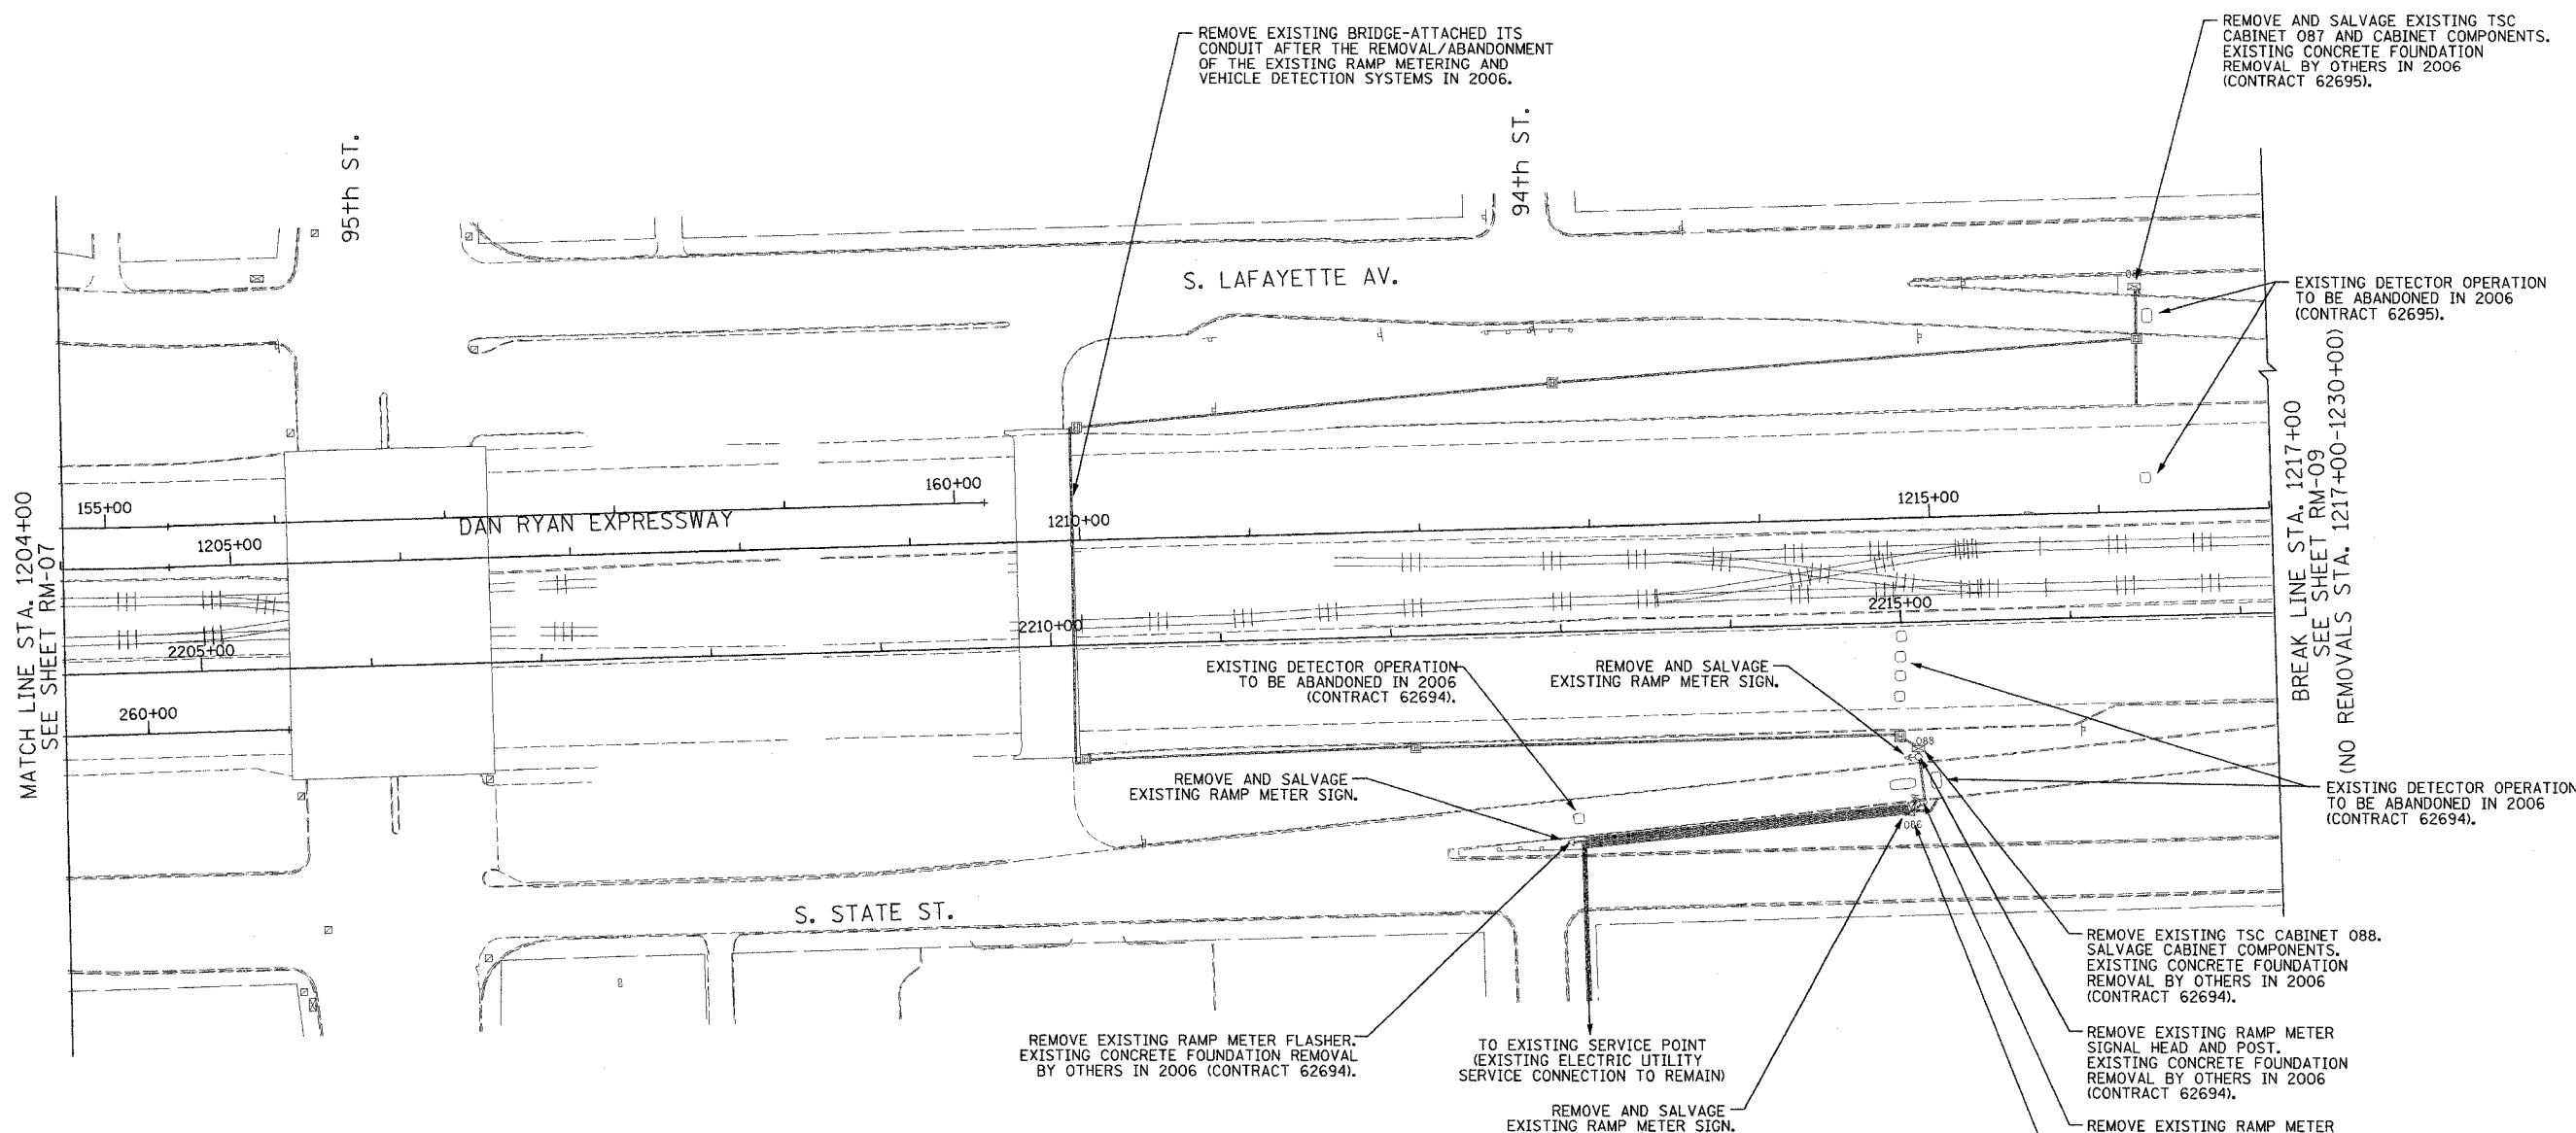 REMOVE EXISTING BRIDGE-ATTACHED ITS
CONDUIT AFTER THE REMOVAL/ABANDONMENT
OF THE EXISTING RAMP METERING AND
VEHICLE DETECTION SYSTEMS IN 2006.
REMOVE AND SALVAGE EXISTING TSC
CABINET 087 AND CABINET COMPONENTS.
EXISTING CONCRETE FOUNDATION
REMOVAL BY OTHERS IN 2006
(CONTRACT 62695).
95th ST.
94th ST.
S. LAFAYETTE AV.
EXISTING DETECTOR OPERATION
TO BE ABANDONED IN 2006
(CONTRACT 62695).
MATCH LINE STA. 1204+00
SEE SHEET RM-07
155+00
160+00
DAN RYAN EXPRESSWAY
1205+00
1210+00
1215+00
2205+00
2210+00
2215+00
260+00
BREAK LINE STA. 1217+00
SEE SHEET RM-09
(NO REMOVALS STA. 1217+00-1230+00)
EXISTING DETECTOR OPERATION
TO BE ABANDONED IN 2006
(CONTRACT 62694).
REMOVE AND SALVAGE
EXISTING RAMP METER SIGN.
088
REMOVE AND SALVAGE
EXISTING RAMP METER SIGN.
EXISTING DETECTOR OPERATION
TO BE ABANDONED IN 2006
(CONTRACT 62694).
086
S. STATE ST.
REMOVE EXISTING TSC CABINET 088.
SALVAGE CABINET COMPONENTS.
EXISTING CONCRETE FOUNDATION
REMOVAL BY OTHERS IN 2006
(CONTRACT 62694).
REMOVE EXISTING RAMP METER FLASHER.
EXISTING CONCRETE FOUNDATION REMOVAL
BY OTHERS IN 2006 (CONTRACT 62694).
TO EXISTING SERVICE POINT
(EXISTING ELECTRIC UTILITY
SERVICE CONNECTION TO REMAIN)
REMOVE EXISTING RAMP METER
SIGNAL HEAD AND POST.
EXISTING CONCRETE FOUNDATION
REMOVAL BY OTHERS IN 2006
(CONTRACT 62694).
REMOVE AND SALVAGE
EXISTING RAMP METER SIGN.
REMOVE EXISTING RAMP METER